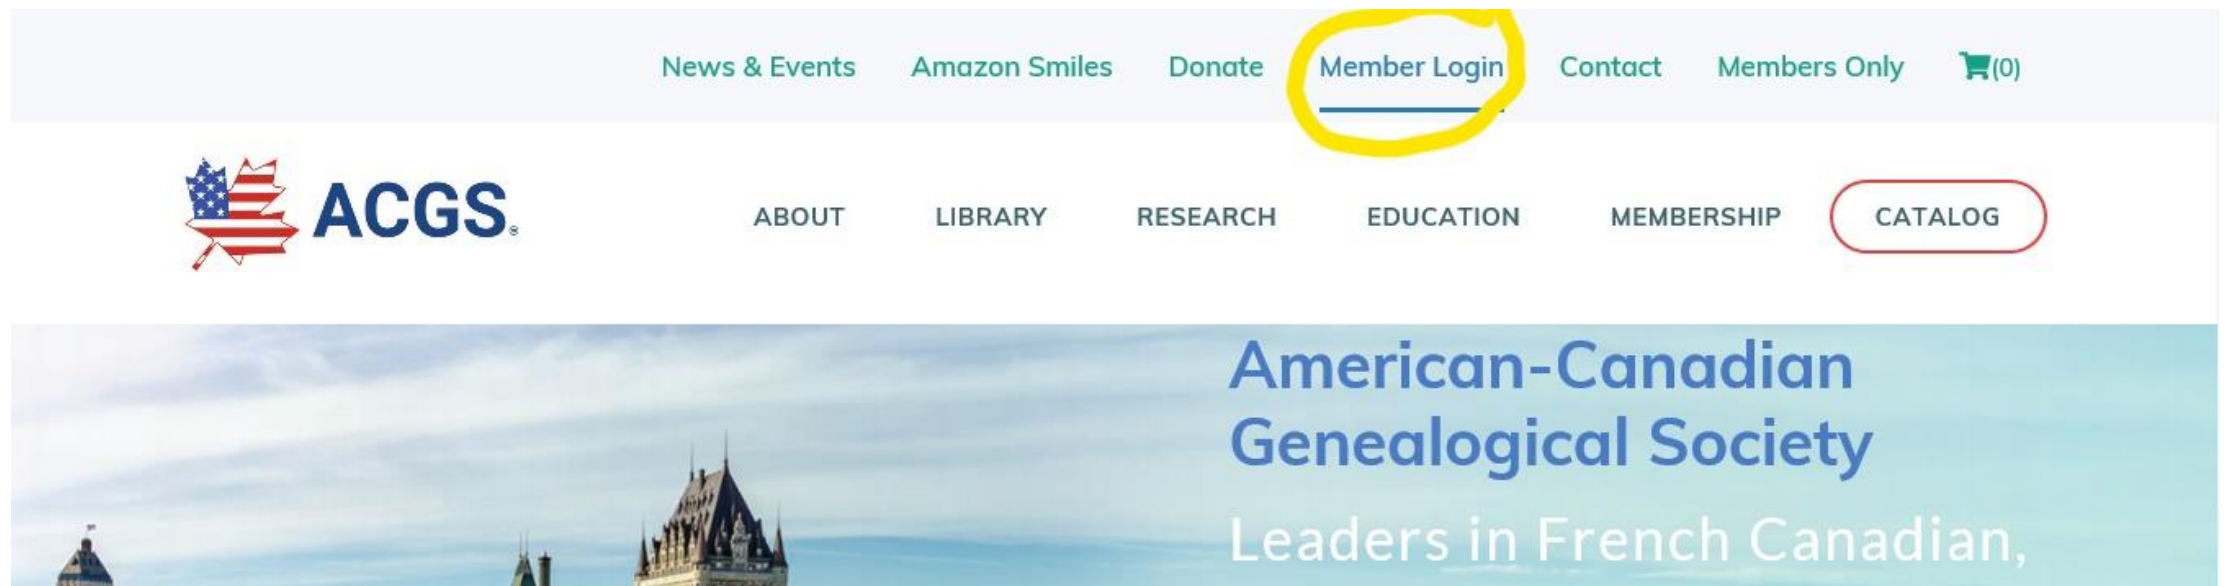 News & Events Amazon Smiles Donate Member Login Contact Members Only (0)
ACGS®
ABOUT LIBRARY RESEARCH EDUCATION MEMBERSHIP CATALOG
American-Canadian
Genealogical Society
Leaders in French Canadian,